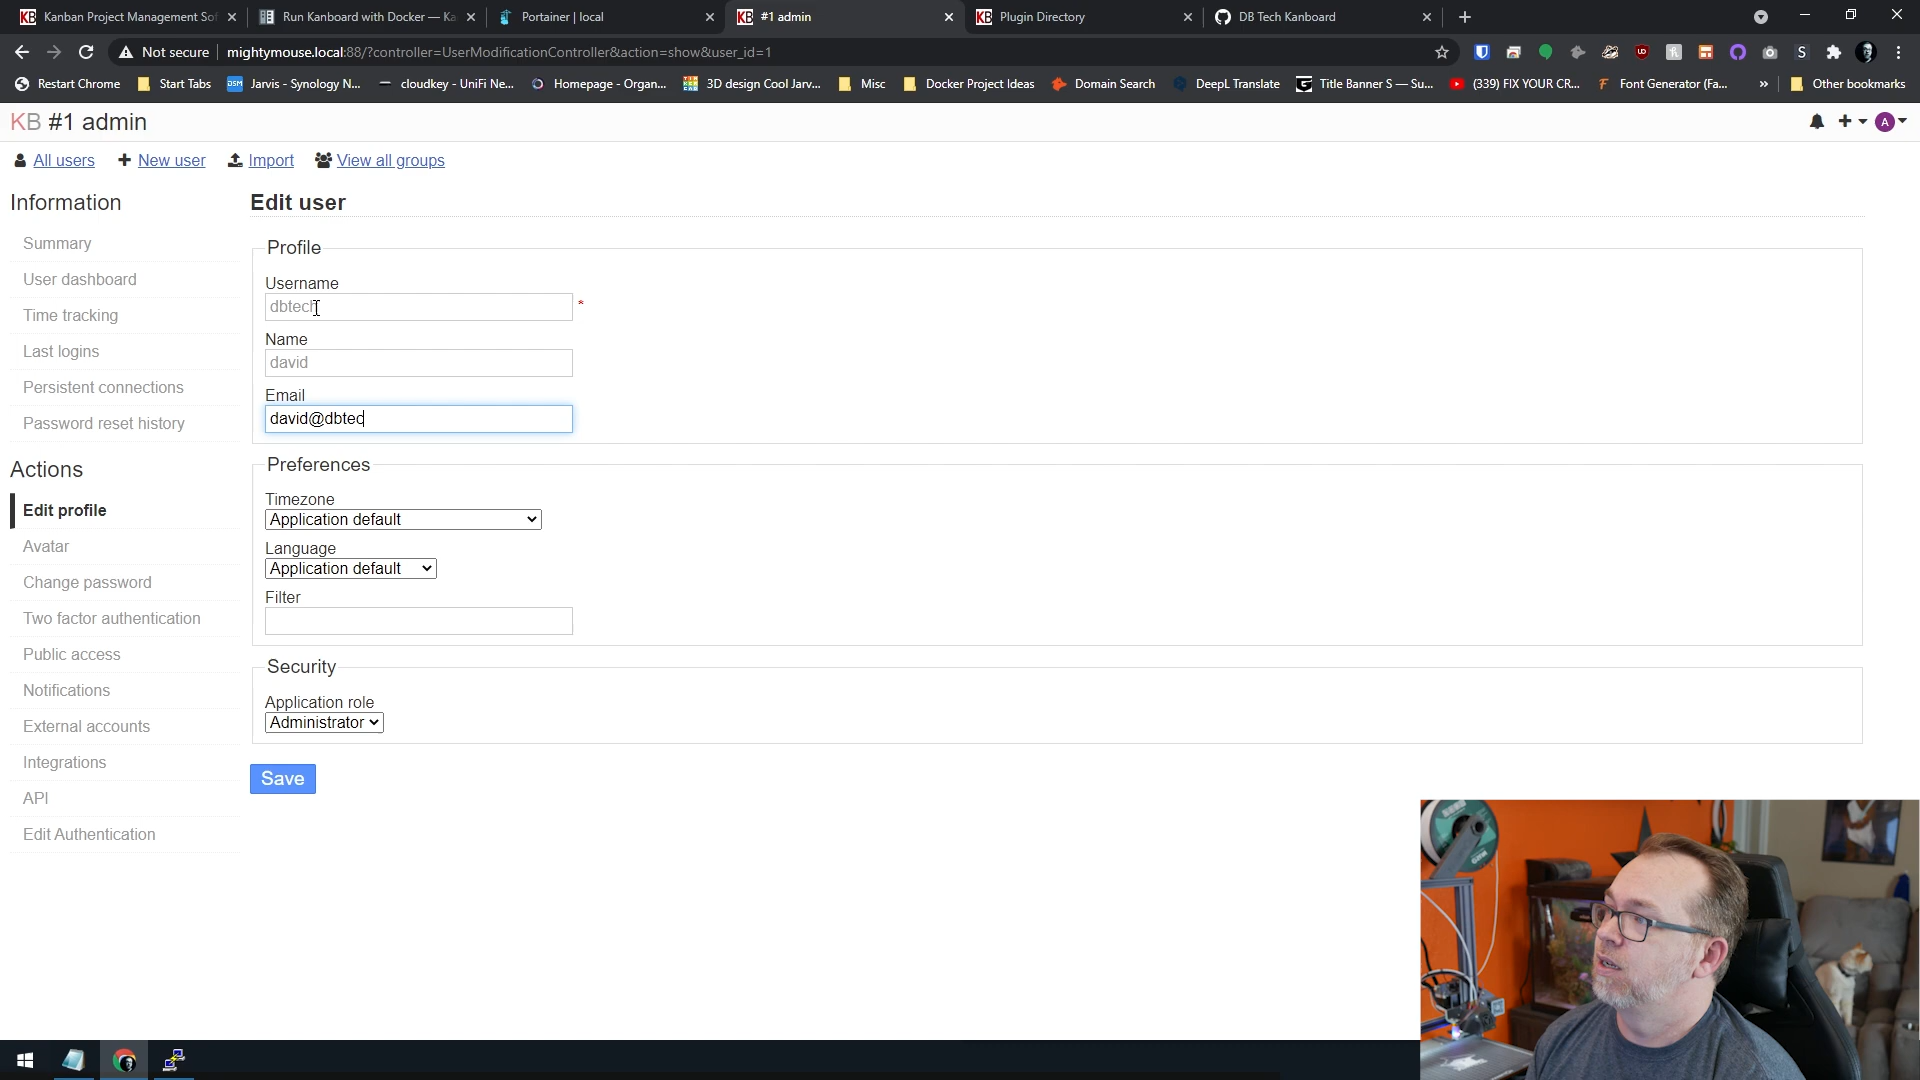 Kanban Project Management Sof
Run Kanboard with Docker — Ka
Portainer | local
KB #1 admin
KB Plugin Directory
DB Tech Kanboard
Not secure mightymouse.local:88/?controller=UserModificationController&action=show&user_id=1
Restart Chrome
Start Tabs
Jarvis - Synology N...
cloudkey - UniFi Ne...
Homepage - Organ...
3D design Cool Jarv...
Misc
Docker Project Ideas
Domain Search
DeepL Translate
Title Banner S — Su...
(339) FIX YOUR CR...
Font Generator (Fa...
»
Other bookmarks
KB #1 admin
A
All users
New user
Import
View all groups
Information
Summary
User dashboard
Time tracking
Last logins
Persistent connections
Password reset history
Actions
Edit profile
Avatar
Change password
Two factor authentication
Public access
Notifications
External accounts
Integrations
API
Edit Authentication
Edit user
Profile
Username
dbtech *
Name
david
Email
david@dbtec
Preferences
Timezone
Application default
Language
Application default
Filter
Security
Application role
Administrator
Save